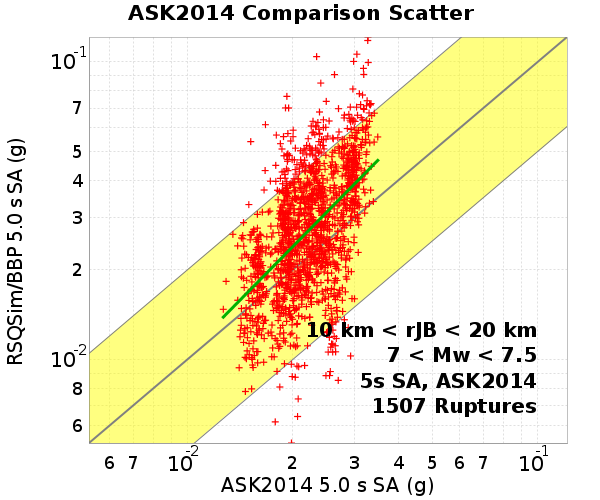 ASK2014 Comparison Scatter
RSQSim/BBP 5.0 s SA (g)
10-1
7
5
4
3
2
10-2
8
6
10 km < rJB < 20 km
7 < Mw < 7.5
5s SA, ASK2014
1507 Ruptures
6 7 10-2 2 3 4 5 6 7 10-1
ASK2014 5.0 s SA (g)